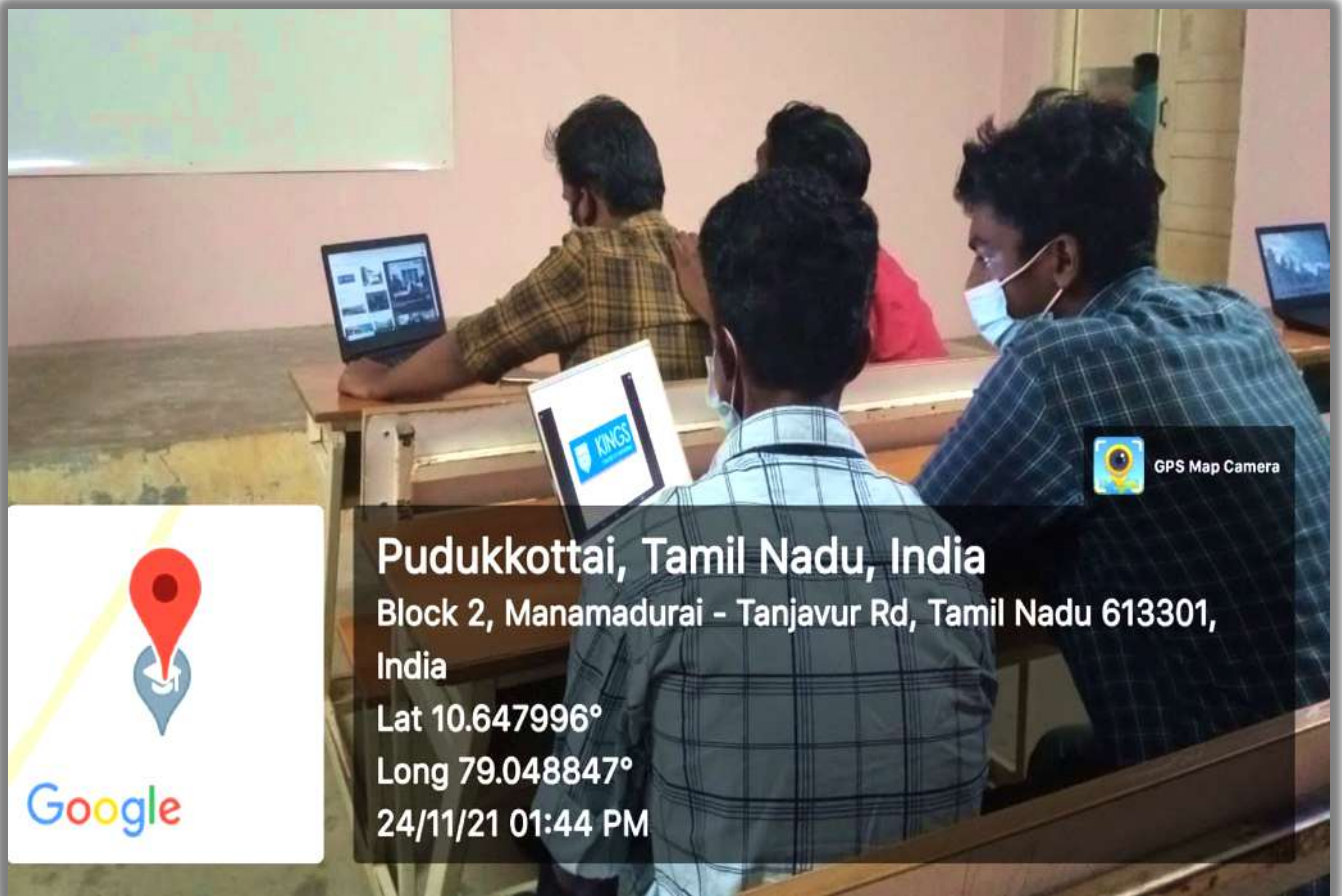 KINGS
GPS Map Camera
Pudukkottai, Tamil Nadu, India
Block 2, Manamadurai - Tanjavur Rd, Tamil Nadu 613301,
India
Lat 10.647996°
Long 79.048847°
24/11/21 01:44 PM
Google